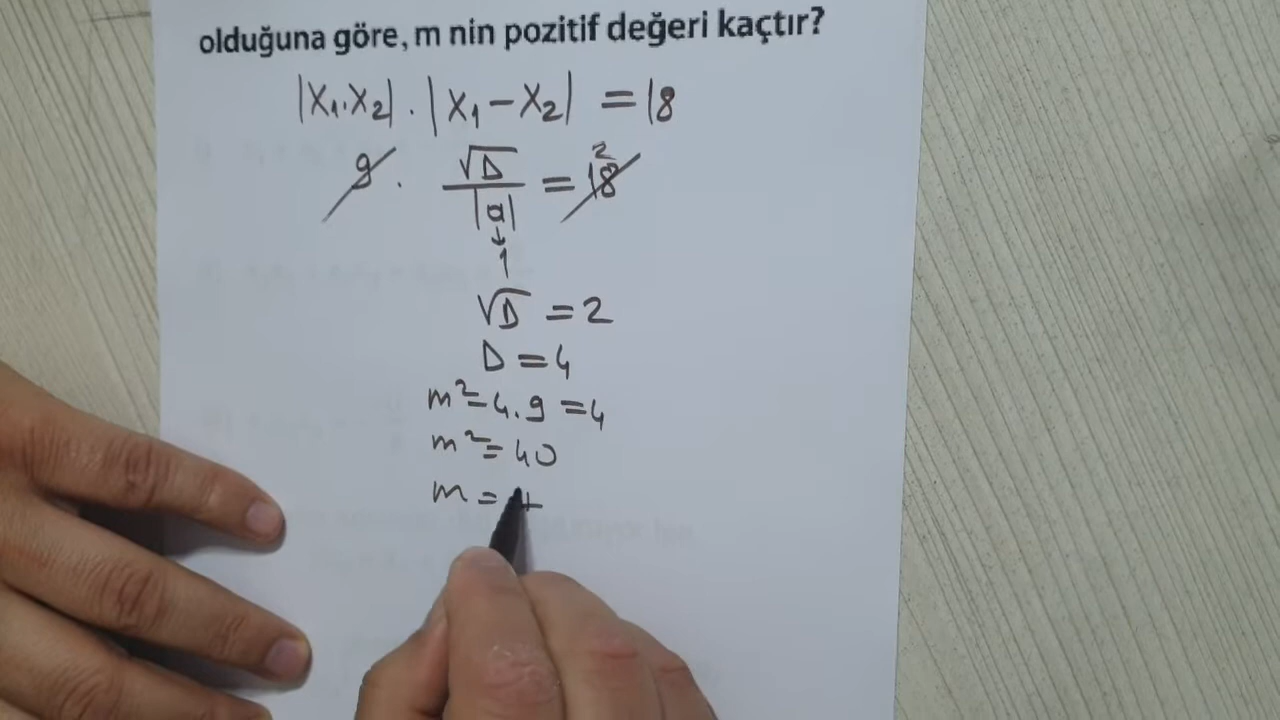 olduğuna göre, m nin pozitif değeri kaçtır?
|x₁.x₂| . |x₁-x₂| = 18
9 . √D / |a| = 18 2
↓
1
√D = 2
D = 4
m²-4.9 = 4
m² = 40
m =